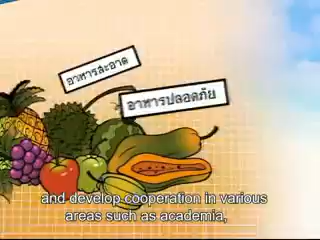 อาหารสะอาด
อาหารปลอดภัย
and develop cooperation in various
areas such as academia,